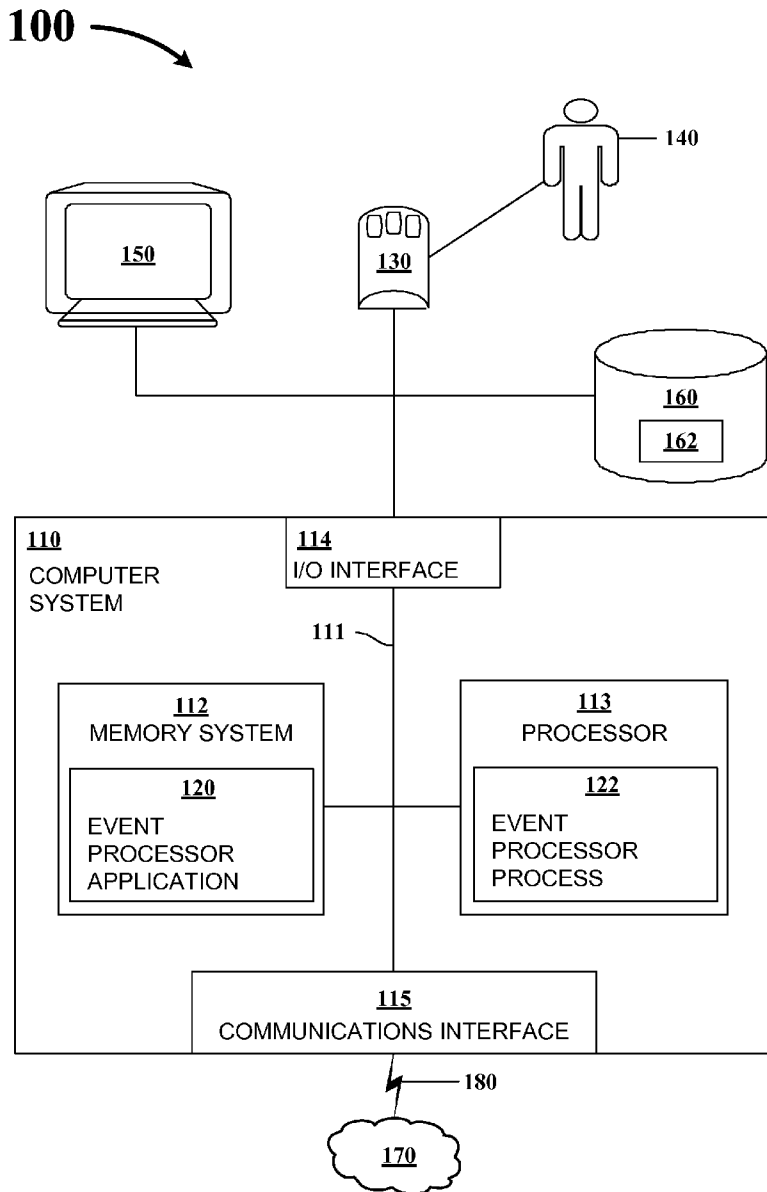 100
140
150
130
160
162
110
COMPUTER
SYSTEM
114
I/O INTERFACE
111
112
MEMORY SYSTEM
113
PROCESSOR
120
EVENT
PROCESSOR
APPLICATION
122
EVENT
PROCESSOR
PROCESS
115
COMMUNICATIONS INTERFACE
180
170